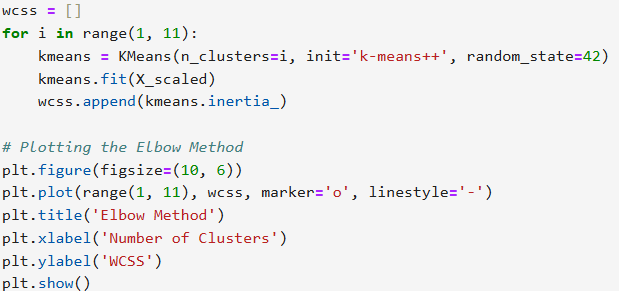 wcss = []
for i in range(1, 11):
    kmeans = KMeans(n_clusters=i, init='k-means++', random_state=42)
    kmeans.fit(X_scaled)
    wcss.append(kmeans.inertia_)

# Plotting the Elbow Method
plt.figure(figsize=(10, 6))
plt.plot(range(1, 11), wcss, marker='o', linestyle='-')
plt.title('Elbow Method')
plt.xlabel('Number of Clusters')
plt.ylabel('WCSS')
plt.show()